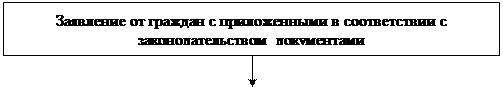 Заявление от граждан с приложенными в соответствии с
законодательством документами